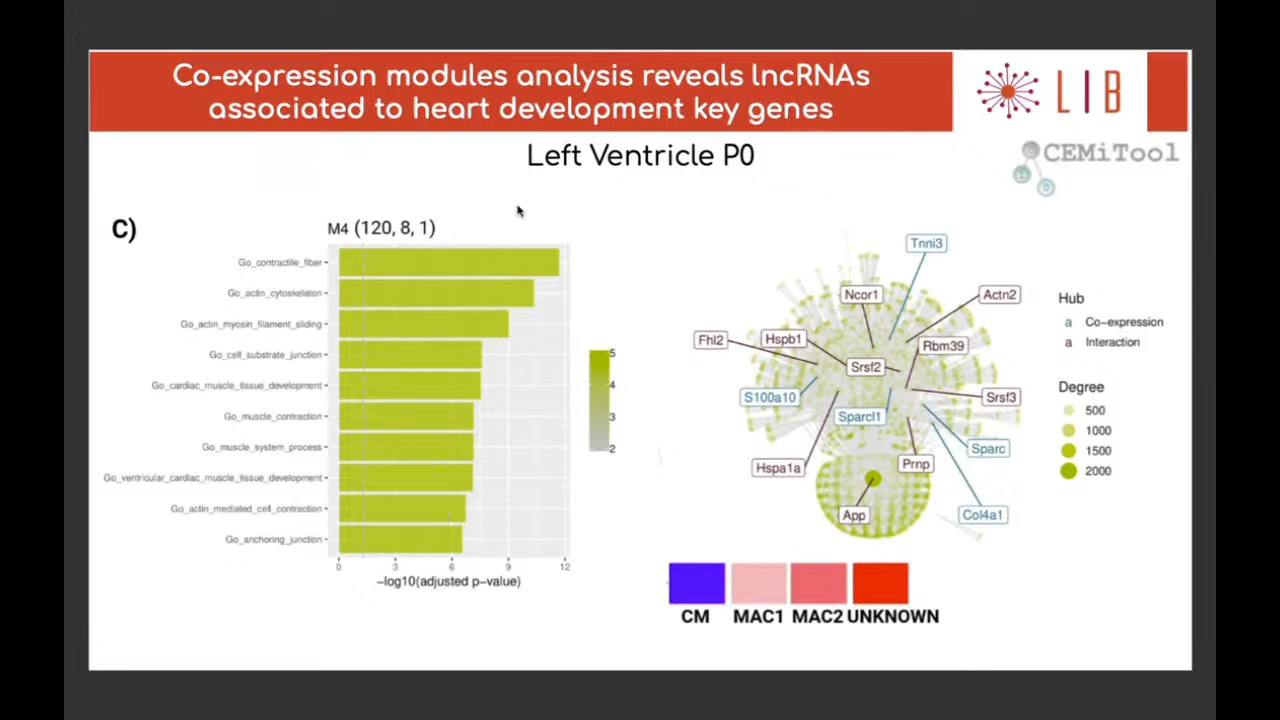 Co-expression modules analysis reveals lncRNAs
associated to heart development key genes
LIB
CEMiTool
Left Ventricle P0
C)
M4 (120, 8, 1)
Go_contractile_fiber
Go_actin_cytoskeleton
Go_actin_myosin_filament_sliding
Go_cell_substrate_junction
Go_cardiac_muscle_tissue_development
Go_muscle_contraction
Go_muscle_system_process
Go_ventricular_cardiac_muscle_tissue_development
Go_actin_mediated_cell_contraction
Go_anchoring_junction
0 3 6 9 12
-log10(adjusted p-value)
5
4
3
2
Tnni3
Ncor1
Actn2
Fhl2
Hspb1
Rbm39
Srsf2
S100a10
Srsf3
Sparcl1
Sparc
Hspa1a
Prnp
App
Col4a1
Hub
a Co-expression
a Interaction
Degree
500
1000
1500
2000
CM MAC1 MAC2 UNKNOWN